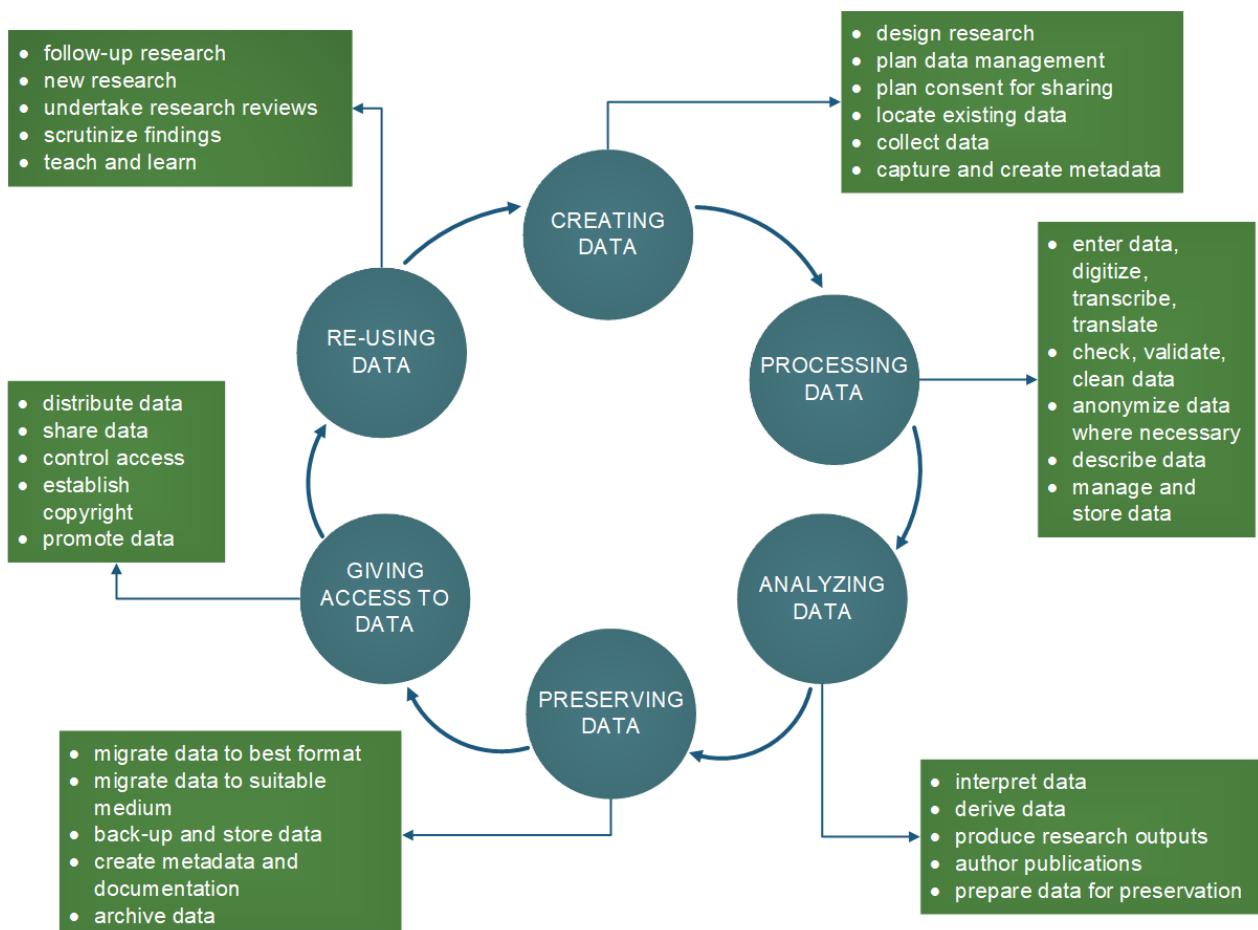 • follow-up research
• new research
• undertake research reviews
• scrutinize findings
• teach and learn
• design research
• plan data management
• plan consent for sharing
• locate existing data
• collect data
• capture and create metadata
CREATING
DATA
• enter data,
digitize,
transcribe,
translate
• check, validate,
clean data
• anonymize data
where necessary
• describe data
• manage and
store data
RE-USING
DATA
PROCESSING
DATA
• distribute data
• share data
• control access
• establish
copyright
• promote data
GIVING
ACCESS TO
DATA
ANALYZING
DATA
PRESERVING
DATA
• migrate data to best format
• migrate data to suitable
medium
• back-up and store data
• create metadata and
documentation
• archive data
• interpret data
• derive data
• produce research outputs
• author publications
• prepare data for preservation